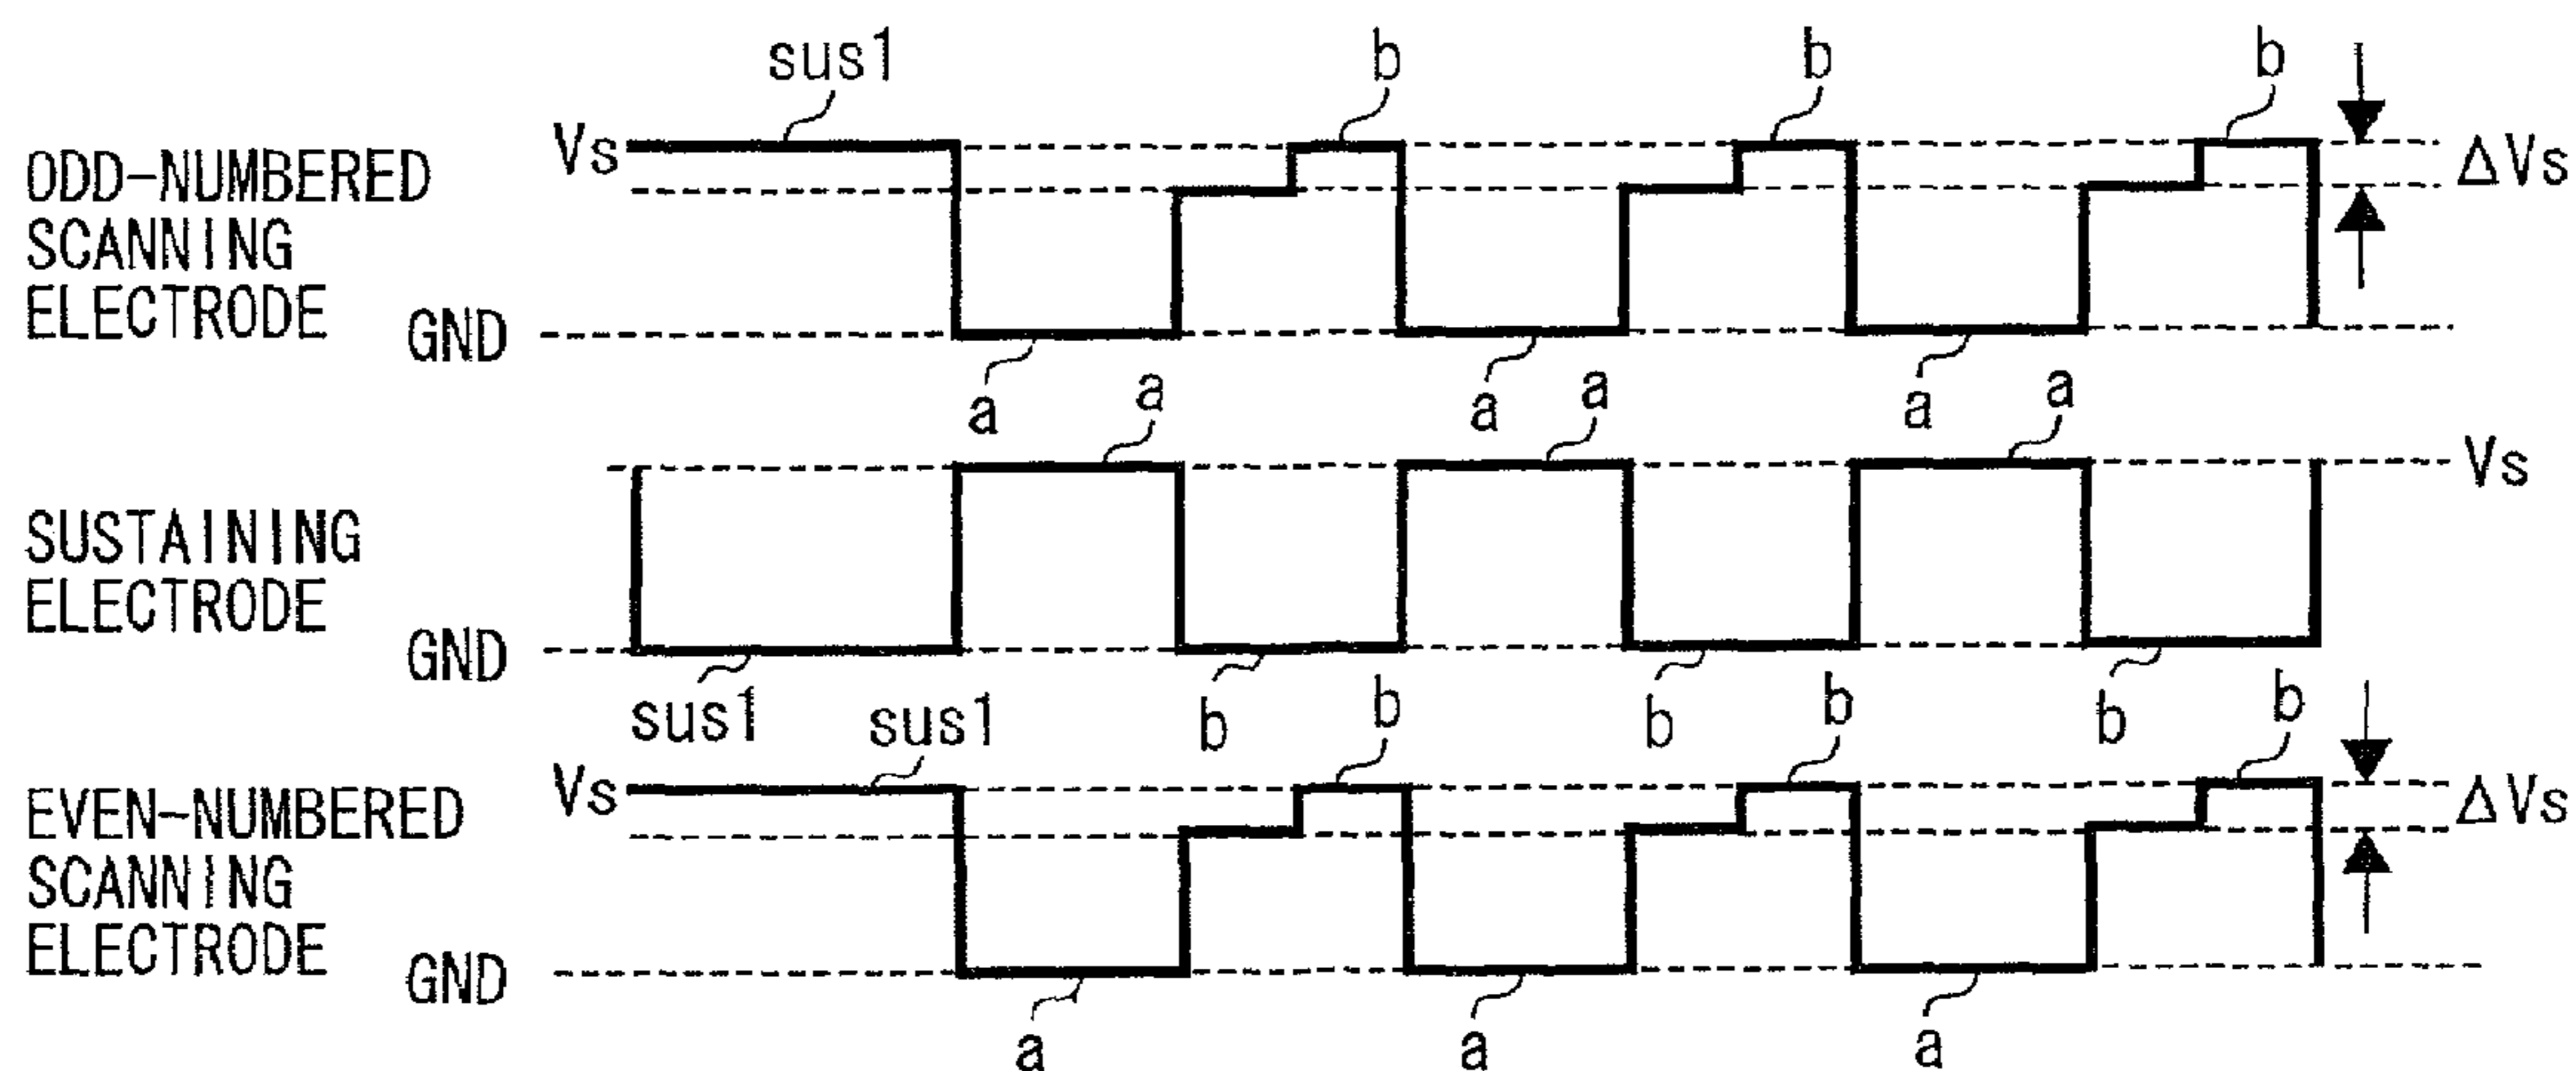 sus1 b b b
Vs
ODD-NUMBERED
SCANNING
ELECTRODE
ΔVs
GND
a a a
a a a
Vs
SUSTAINING
ELECTRODE
GND
sus1 b b b
sus1 b b b
Vs
EVEN-NUMBERED
SCANNING
ELECTRODE
ΔVs
GND
a a a